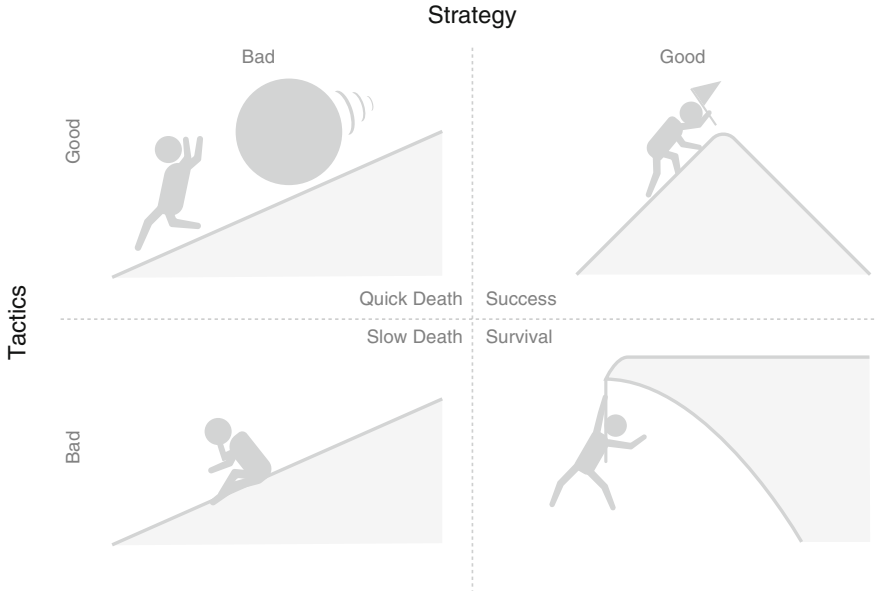 Strategy
Bad
Good
Good
Quick Death
Success
Tactics
Slow Death
Survival
Bad